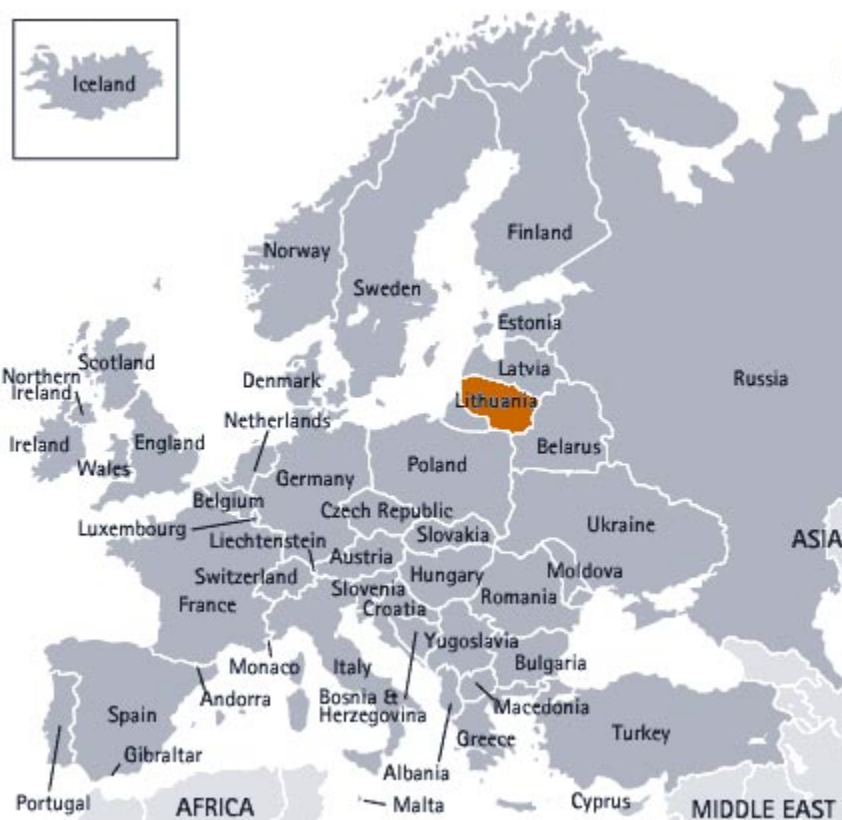 Iceland
Norway
Finland
Sweden
Estonia
Latvia
Lithuania
Russia
Scotland
Northern
Ireland
Denmark
Netherlands
Ireland
England
Wales
Belarus
Poland
Germany
Belgium
Czech Republic
Luxembourg
Ukraine
Slovakia
Liechtenstein
ASIA
Austria
Switzerland
Hungary
Moldova
Slovenia
Romania
France
Croatia
Yugoslavia
Monaco
Italy
Bulgaria
Andorra
Bosnia &
Herzegovina
Macedonia
Spain
Turkey
Greece
Gibraltar
Albania
Portugal
AFRICA
Malta
Cyprus
MIDDLE EAST